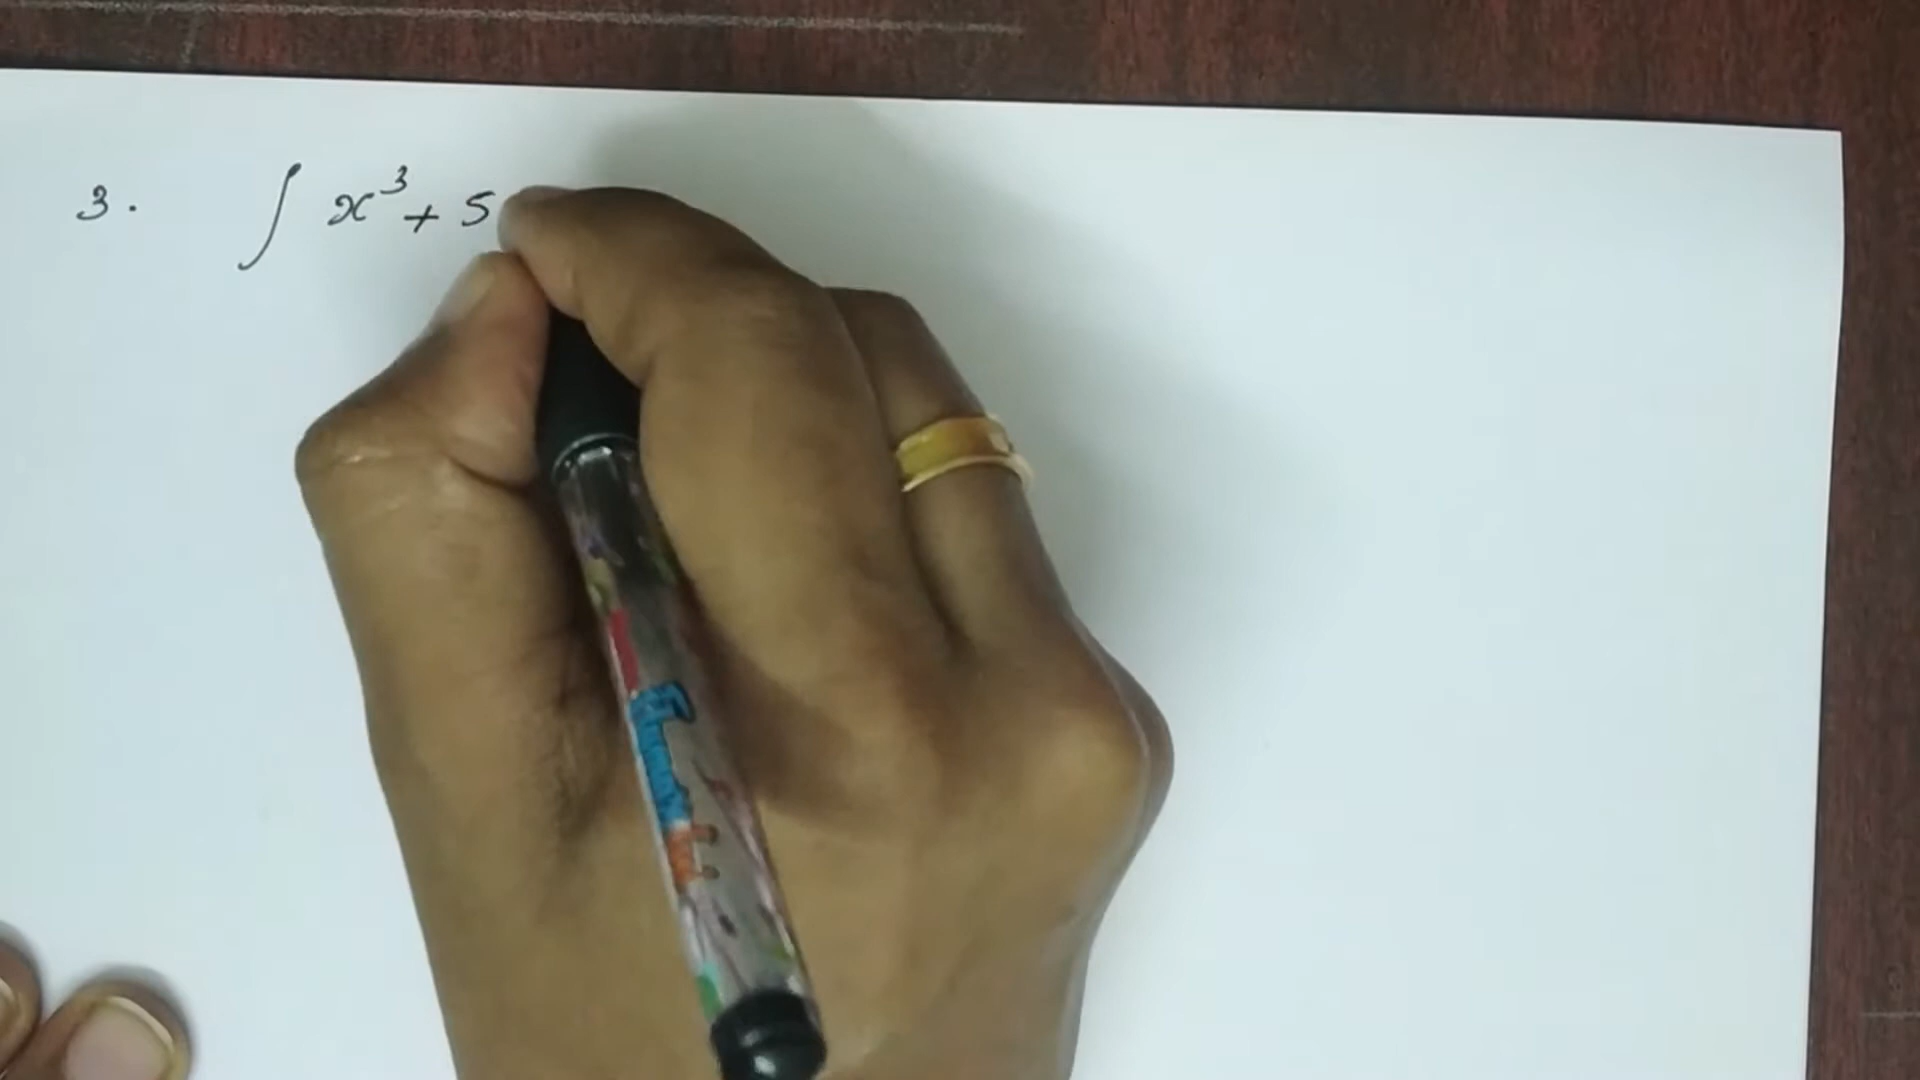 3. ∫ x³ + 5